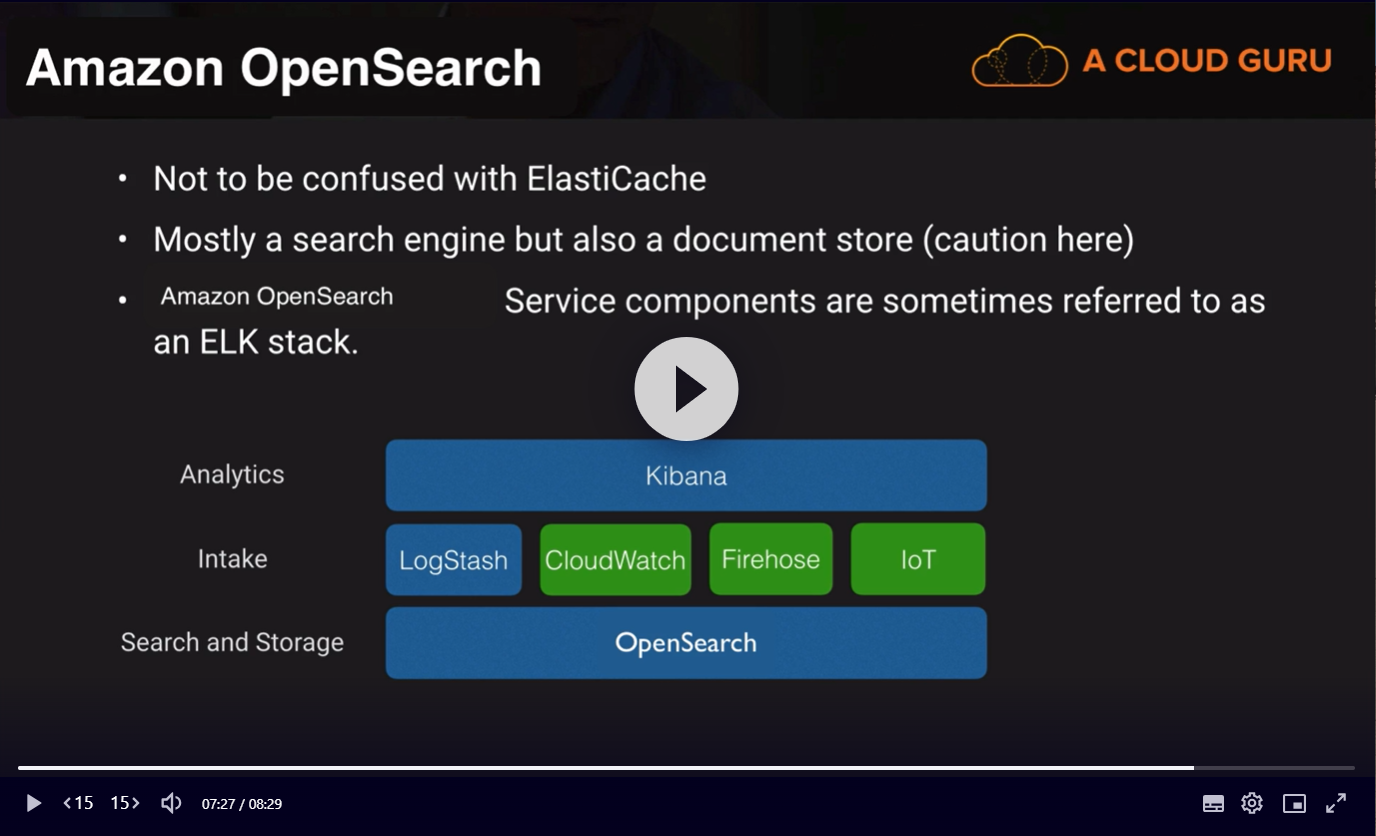 Amazon OpenSearch
A CLOUD GURU
• Not to be confused with ElastiCache
• Mostly a search engine but also a document store (caution here)
• Amazon OpenSearch Service components are sometimes referred to as
an ELK stack.
Analytics
Kibana
Intake
LogStash
CloudWatch
Firehose
IoT
Search and Storage
OpenSearch
<15 15> 07:27 / 08:29